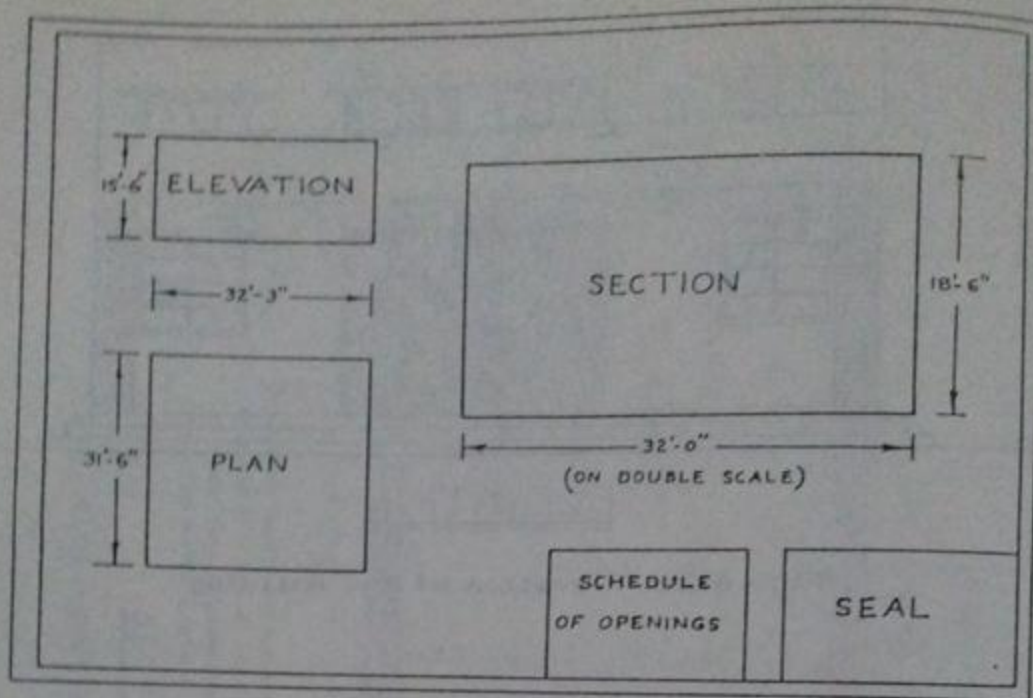 15'-6"
ELEVATION
32'-3"
31'-6"
PLAN
SECTION
18'-6"
32'-0"
(ON DOUBLE SCALE)
SCHEDULE
OF OPENINGS
SEAL